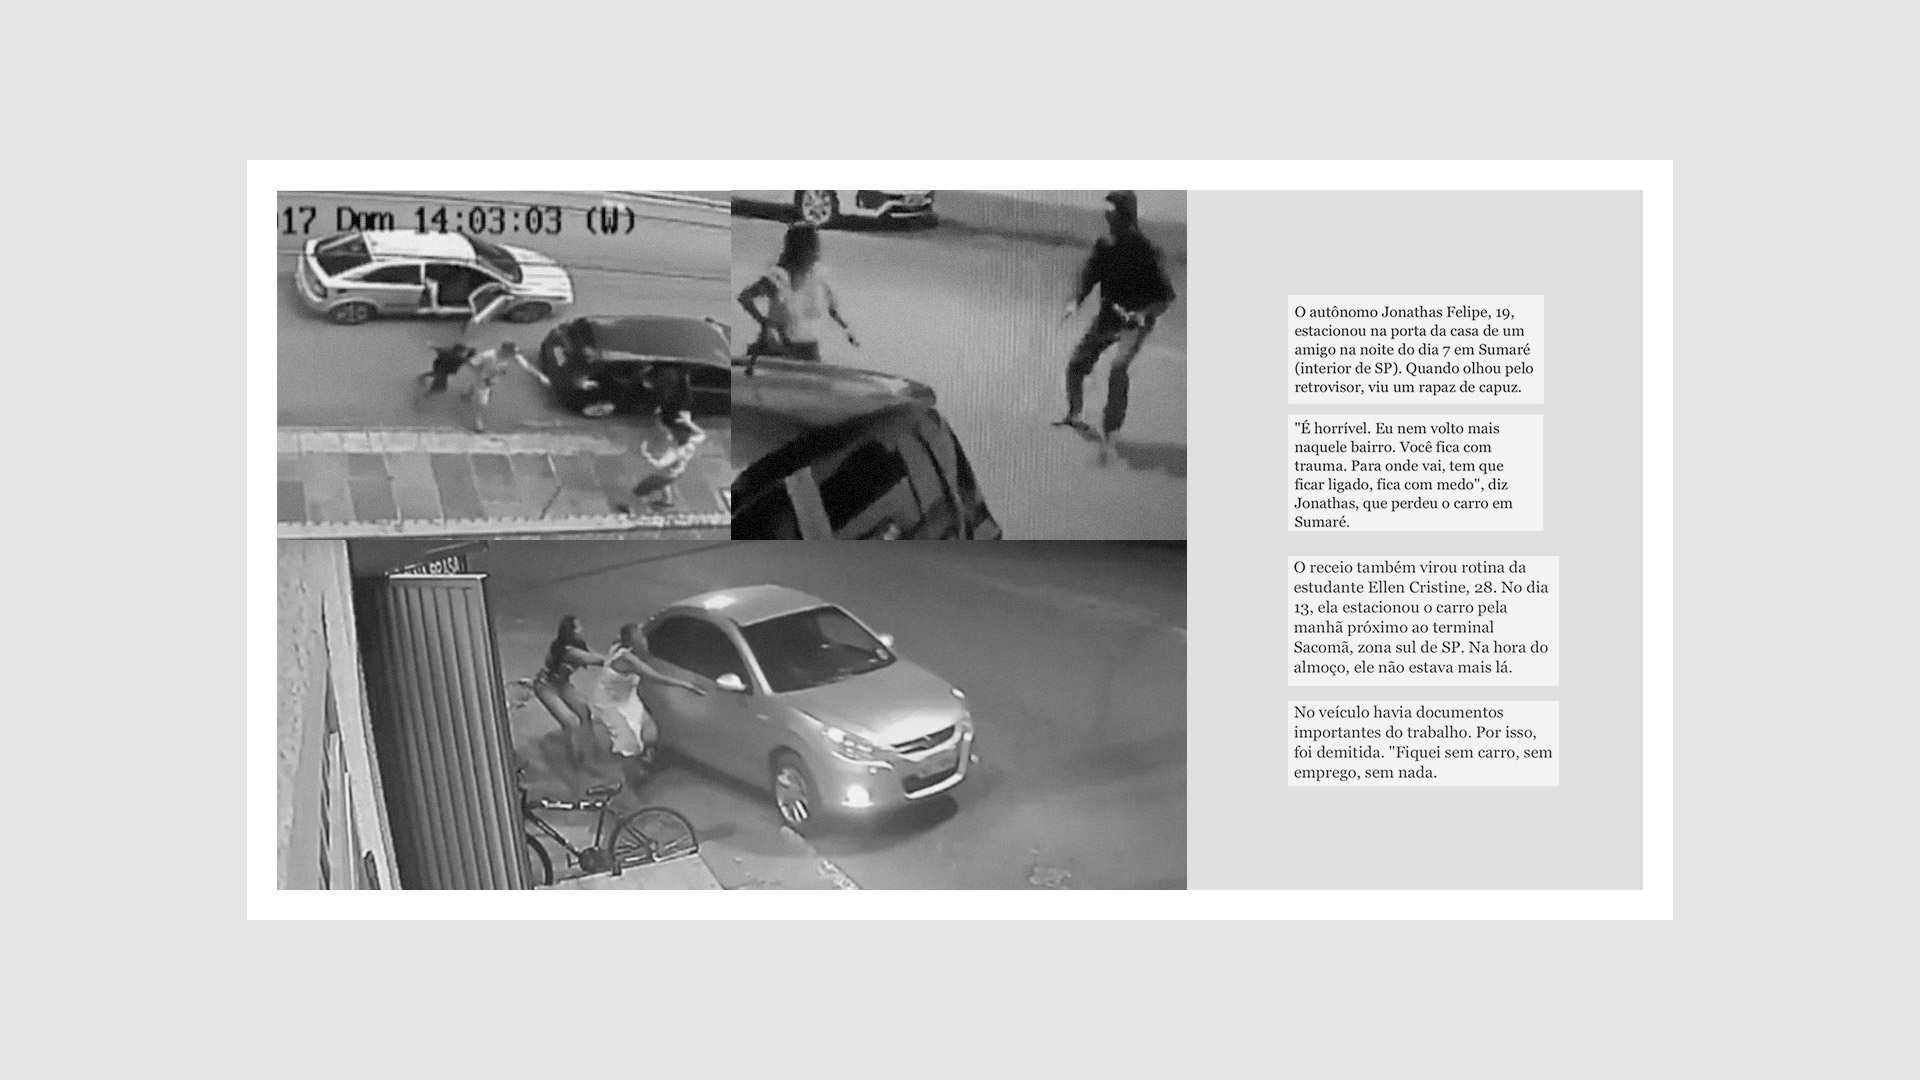 17 Dom 14:03:03 (W)
O autônomo Jonathas Felipe, 19,
estacionou na porta da casa de um
amigo na noite do dia 7 em Sumaré
(interior de SP). Quando olhou pelo
retrovisor, viu um rapaz de capuz.
"É horrível. Eu nem volto mais
naquele bairro. Você fica com
trauma. Para onde vai, tem que
ficar ligado, fica com medo", diz
Jonathas, que perdeu o carro em
Sumaré.
O receio também virou rotina da
estudante Ellen Cristine, 28. No dia
13, ela estacionou o carro pela
manhã próximo ao terminal
Sacomã, zona sul de SP. Na hora do
almoço, ele não estava mais lá.
No veículo havia documentos
importantes do trabalho. Por isso,
foi demitida. "Fiquei sem carro, sem
emprego, sem nada.